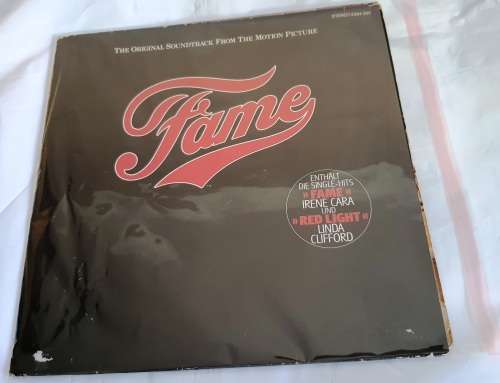 THE ORIGINAL SOUNDTRACK FROM THE MOTION PICTURE
Fame
ENTHÄLT
DIE SINGLE-HITS
»FAME«
IRENE CARA
UND
»RED LIGHT«
LINDA
CLIFFORD